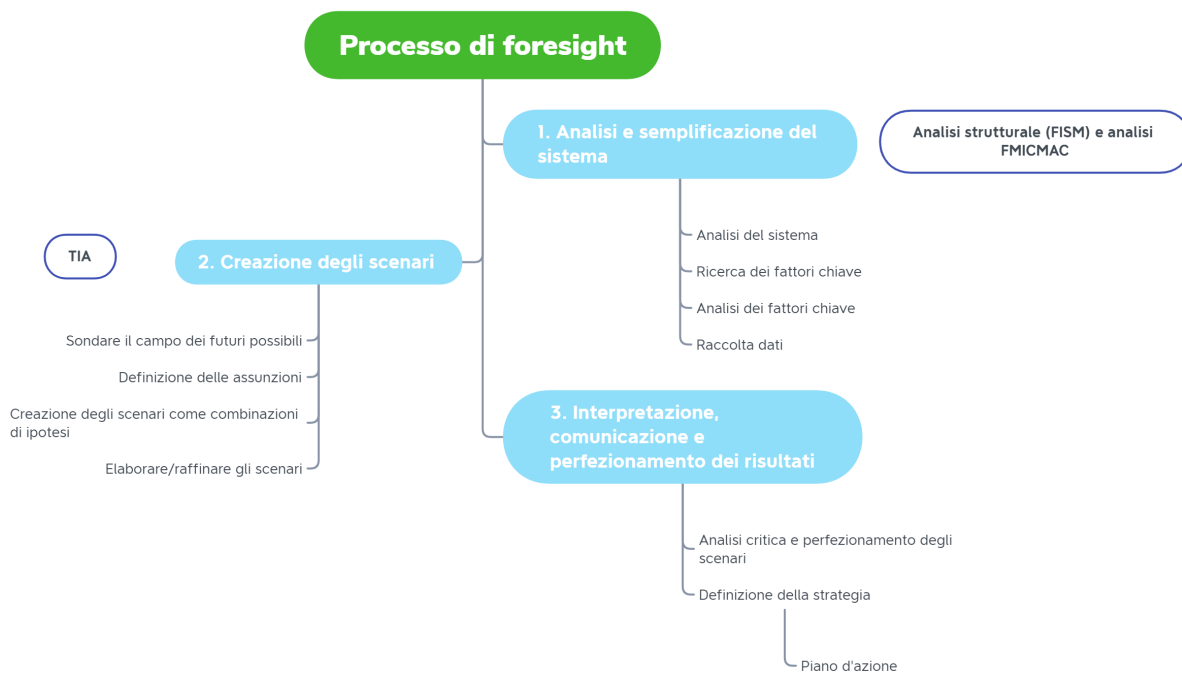 Processo di foresight
1. Analisi e semplificazione del
sistema
Analisi strutturale (FISM) e analisi
FMICMAC
Analisi del sistema
Ricerca dei fattori chiave
Analisi dei fattori chiave
Raccolta dati
TIA
2. Creazione degli scenari
Sondare il campo dei futuri possibili
Definizione delle assunzioni
Creazione degli scenari come combinazioni
di ipotesi
Elaborare/raffinare gli scenari
3. Interpretazione,
comunicazione e
perfezionamento dei risultati
Analisi critica e perfezionamento degli
scenari
Definizione della strategia
Piano d'azione